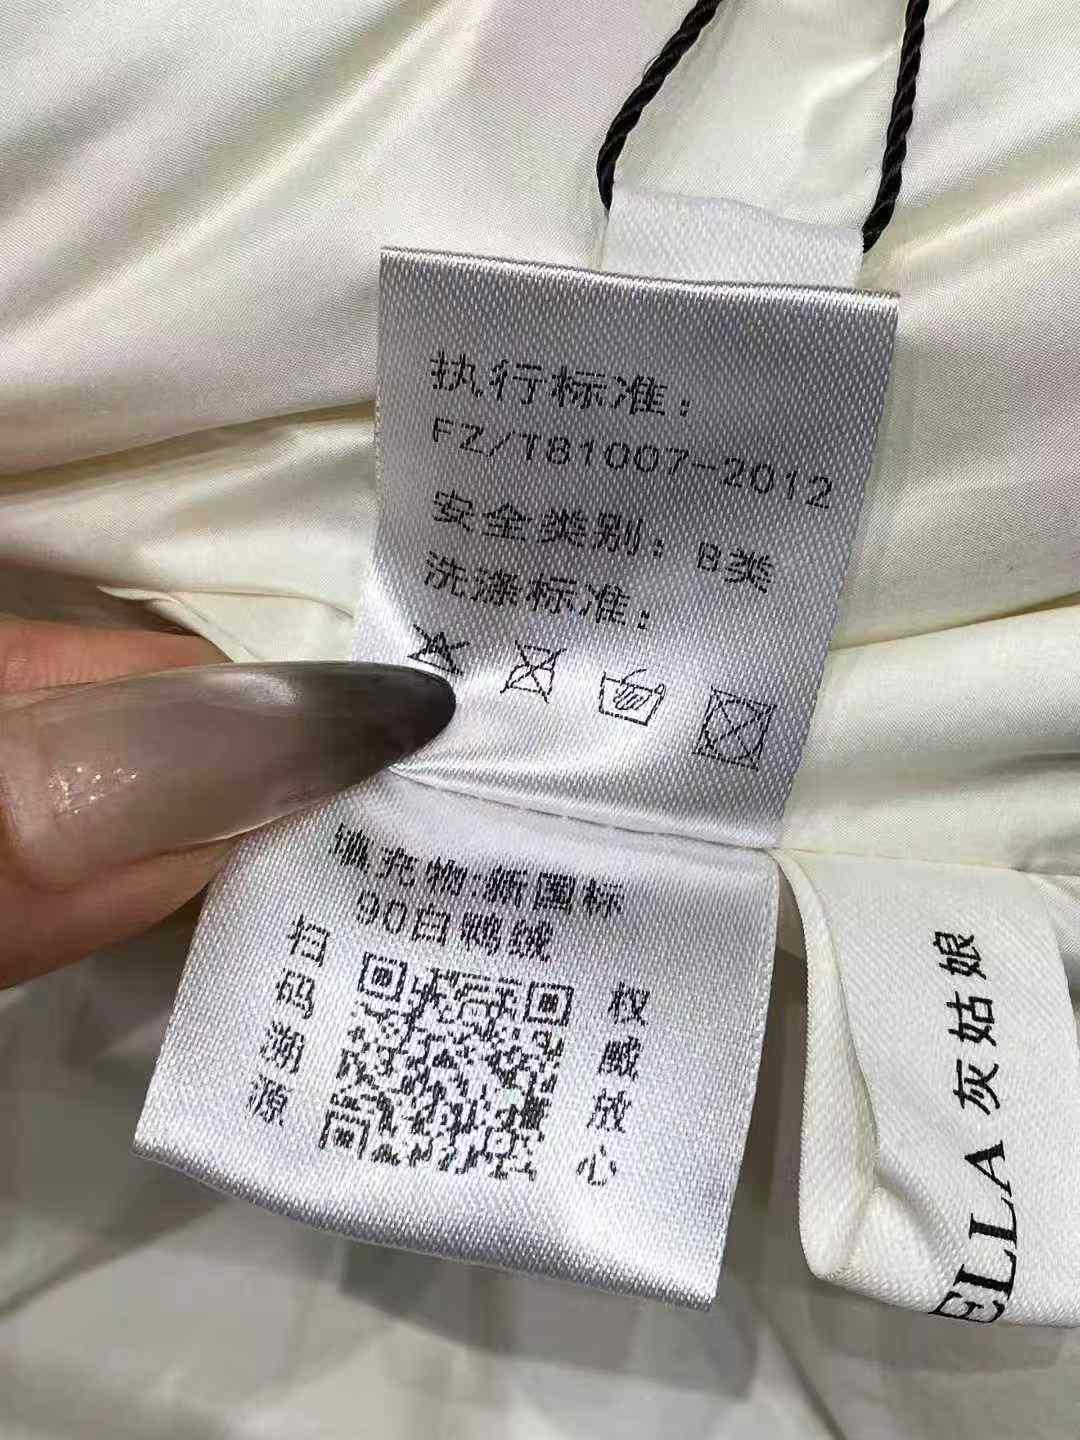 执行标准：
FZ/T81007-2012
安全类别：B类
洗涤标准：
填充物:新国标
90白鸭绒
扫码溯源
权威放心
ELLA 灰姑娘